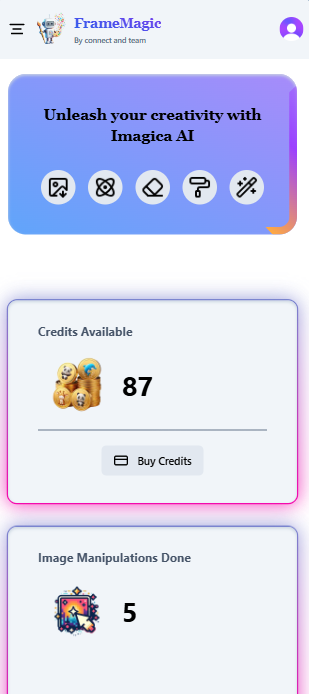 FrameMagic
By connect and team
Unleash your creativity with
Imagica AI
Credits Available
87
Buy Credits
Image Manipulations Done
5